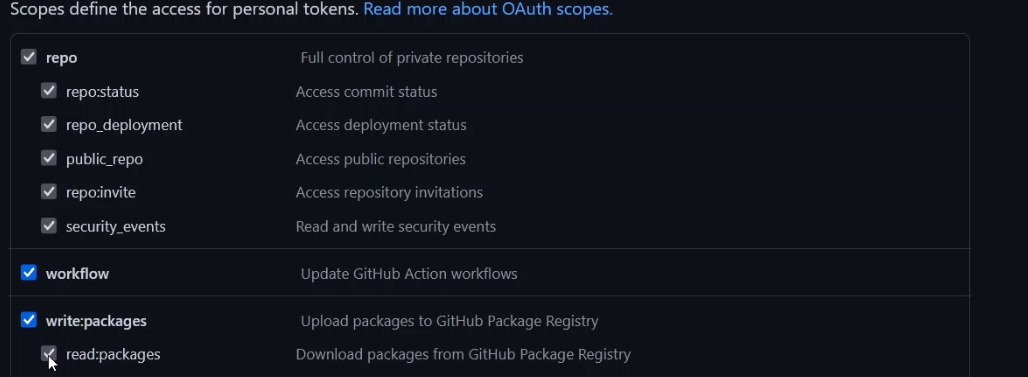 Scopes define the access for personal tokens. Read more about OAuth scopes.
repo Full control of private repositories
repo:status Access commit status
repo_deployment Access deployment status
public_repo Access public repositories
repo:invite Access repository invitations
security_events Read and write security events
workflow Update GitHub Action workflows
write:packages Upload packages to GitHub Package Registry
read:packages Download packages from GitHub Package Registry